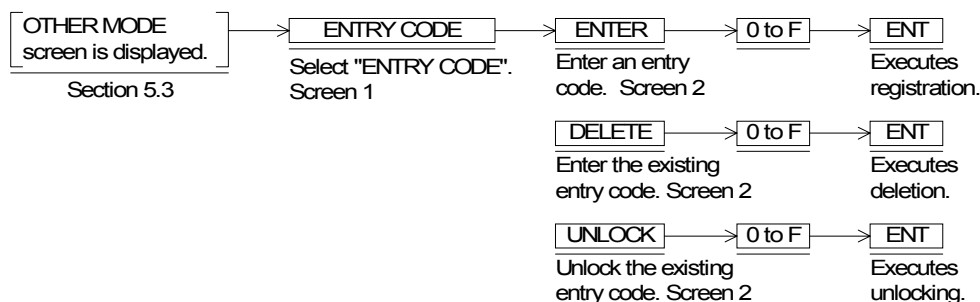 OTHER MODE
screen is displayed.
Section 5.3
ENTRY CODE
Select "ENTRY CODE".
Screen 1
ENTER
Enter an entry
code. Screen 2
0 to F
ENT
Executes
registration.
DELETE
Enter the existing
entry code. Screen 2
0 to F
ENT
Executes
deletion.
UNLOCK
Unlock the existing
entry code. Screen 2
0 to F
ENT
Executes
unlocking.